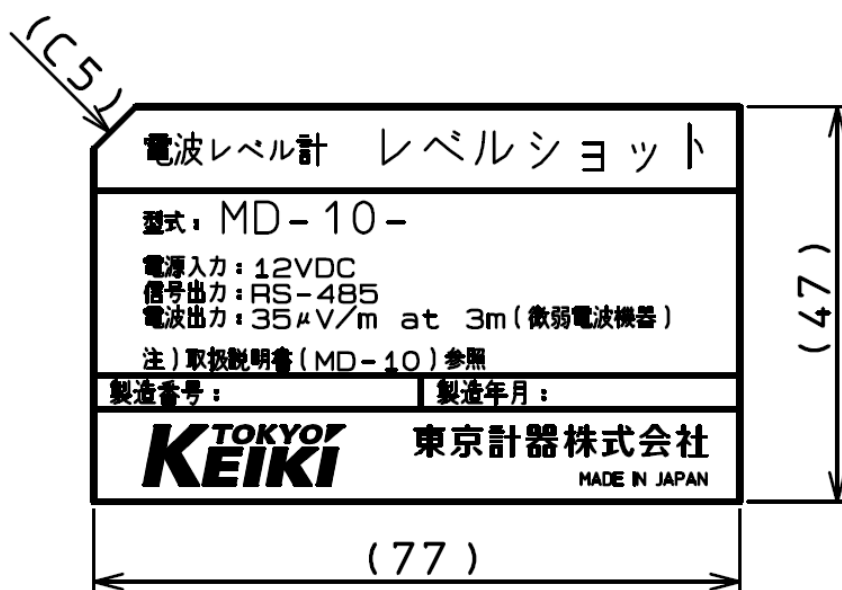 (C5)
電波レベル計 レベルショット
型式: MD-10-
電源入力:12VDC
信号出力:RS-485
電波出力:35μV/m at 3m(微弱電波機器)
注)取扱説明書(MD-10)参照
製造番号: 製造年月:
TOKYO KEIKI 東京計器株式会社
MADE IN JAPAN
(47)
(77)